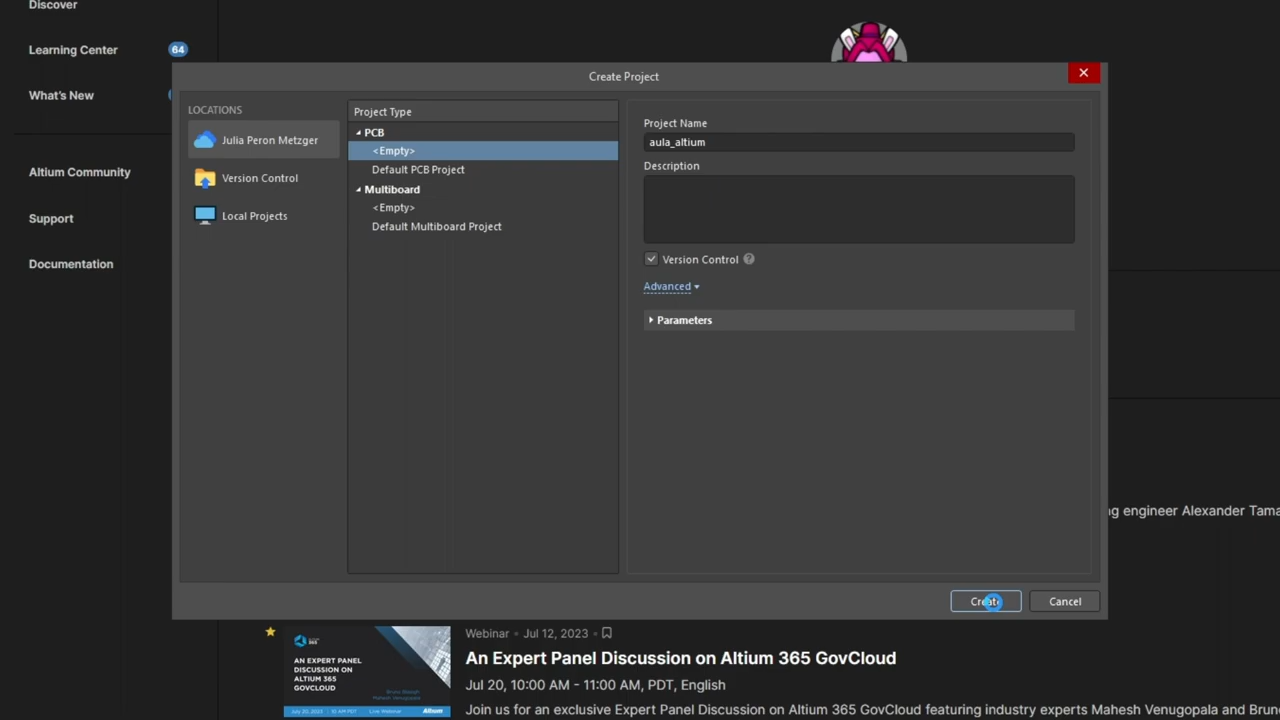 Discover
Learning Center
64
What's New
Altium Community
Support
Documentation
Create Project
LOCATIONS
Julia Peron Metzger
Version Control
Local Projects
Project Type
PCB
<Empty>
Default PCB Project
Multiboard
<Empty>
Default Multiboard Project
Project Name
aula_altium
Description
Version Control
Advanced
Parameters
Create
Cancel
ng engineer Alexander Tama
AN EXPERT PANEL
DISCUSSION ON
ALTIUM 365
GOVCLOUD
Live Webinar
Altium
Webinar • Jul 12, 2023 •
An Expert Panel Discussion on Altium 365 GovCloud
Jul 20, 10:00 AM - 11:00 AM, PDT, English
Join us for an exclusive Expert Panel Discussion on Altium 365 GovCloud featuring industry experts Mahesh Venugopala and Brun